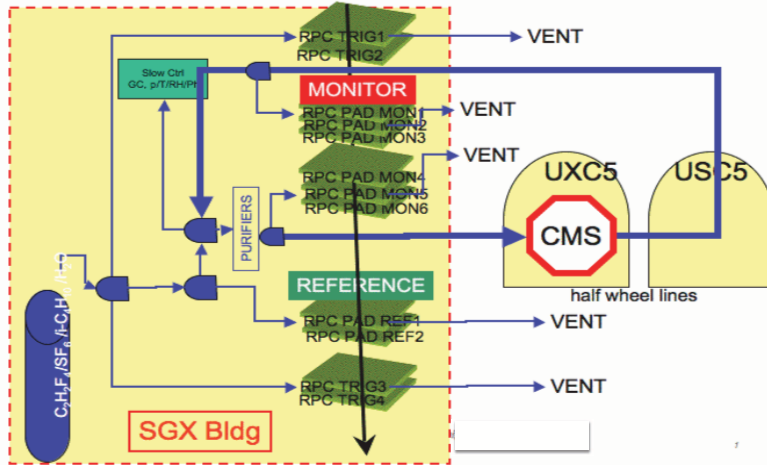 RPC TRIG1
VENT
RPC TRIG2
Slow Ctrl
GC, p/T/RH/PH
MONITOR
RPC PAD MON1
RPC PAD MON2
RPC PAD MON3
VENT
VENT
RPC PAD MON4
RPC PAD MON5
RPC PAD MON6
UXC5
USC5
PURIFIERS
CMS
REFERENCE
half wheel lines
C₂H₂F₄/SF₆/i-C₄H₁₀/H₂O
RPC PAD REF1
RPC PAD REF2
VENT
RPC TRIG3
RPC TRIG4
VENT
SGX Bldg